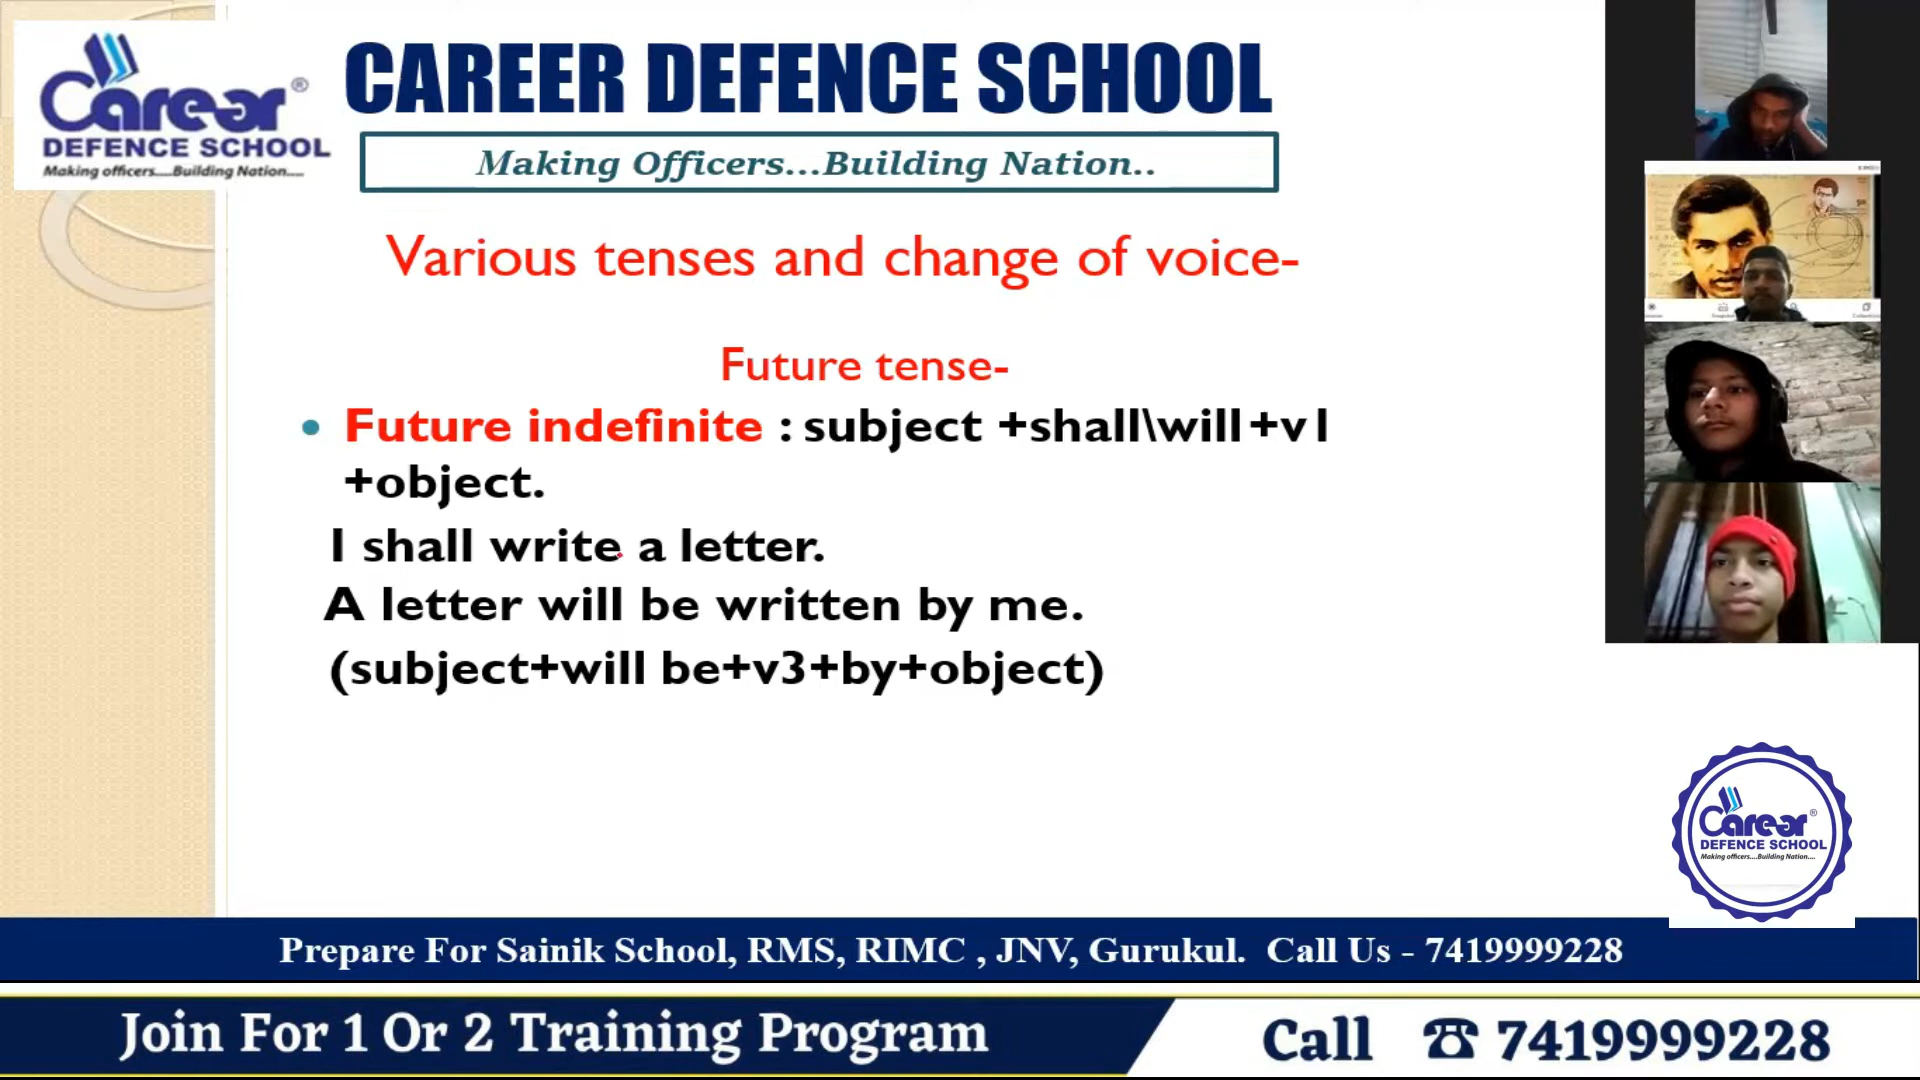 Career®
DEFENCE SCHOOL
Making officers....Building Nation....
CAREER DEFENCE SCHOOL
Making Officers...Building Nation..
Various tenses and change of voice-
Future tense-
• Future indefinite : subject +shall\will+v1
+object.
I shall write a letter.
A letter will be written by me.
(subject+will be+v3+by+object)
Career®
DEFENCE SCHOOL
Making officers....Building Nation....
Prepare For Sainik School, RMS, RIMC , JNV, Gurukul. Call Us - 7419999228
Join For 1 Or 2 Training Program
Call ☎ 7419999228